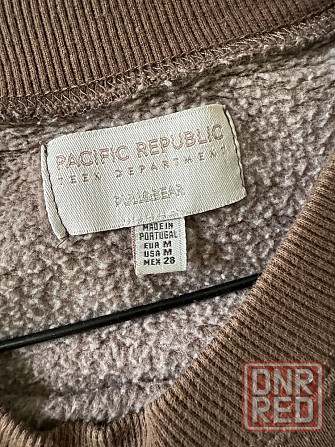 PACIFIC REPUBLIC
TEEN DEPARTMENT
PULL&BEAR
MADE IN
PORTUGAL
EUR M
USA M
MEX 28
DNR
RED